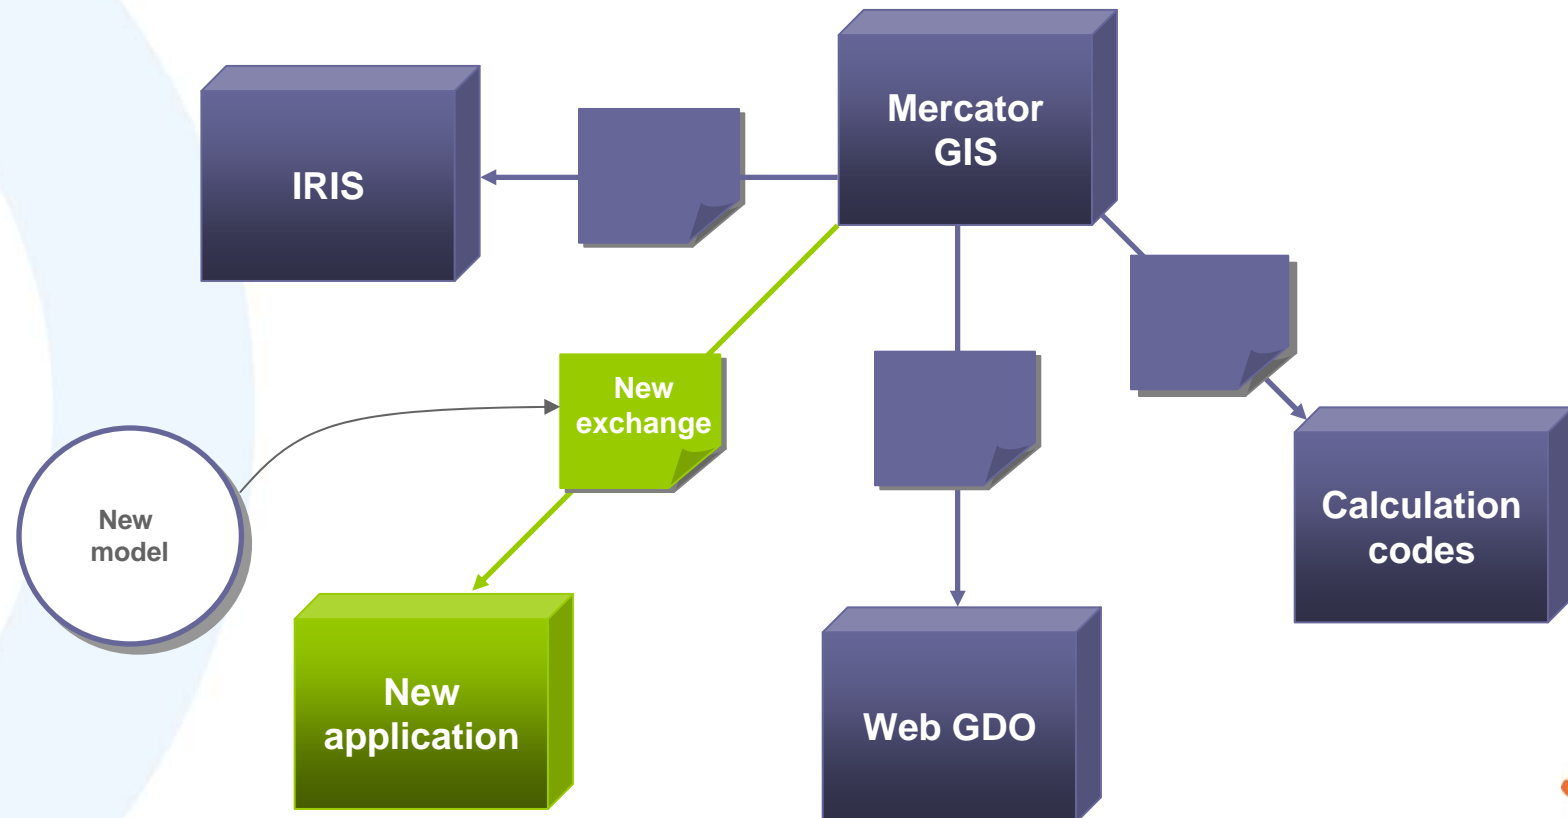 Mercator
GIS
IRIS
New
exchange
New
model
Calculation
codes
New
application
Web GDO